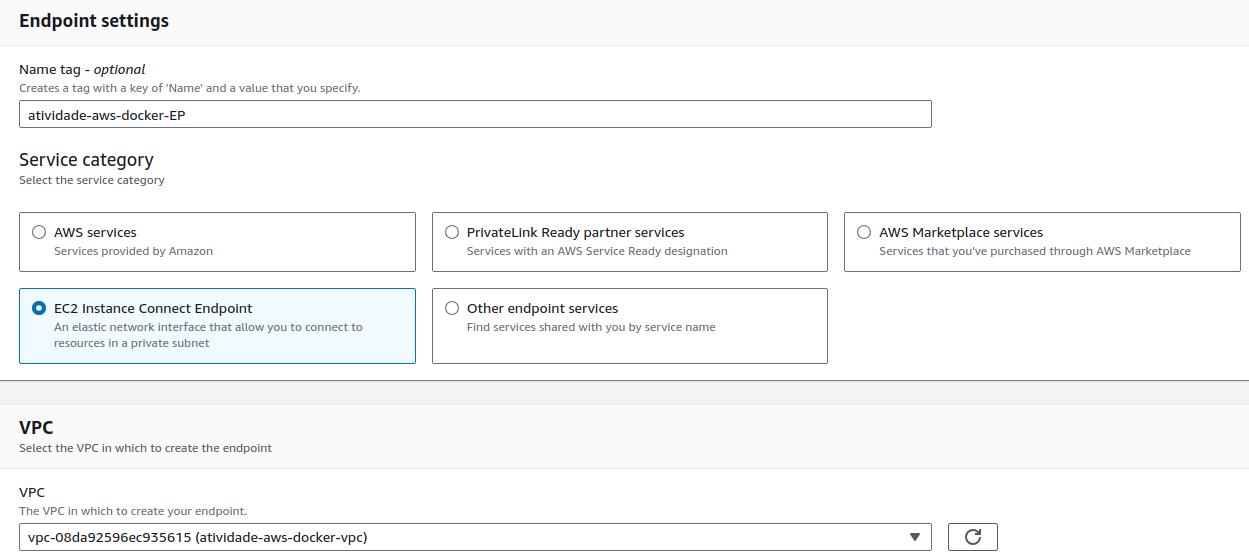 Endpoint settings
Name tag - optional
Creates a tag with a key of 'Name' and a value that you specify.
atividade-aws-docker-EP
Service category
Select the service category
AWS services
Services provided by Amazon
PrivateLink Ready partner services
Services with an AWS Service Ready designation
AWS Marketplace services
Services that you've purchased through AWS Marketplace
EC2 Instance Connect Endpoint
An elastic network interface that allow you to connect to
resources in a private subnet
Other endpoint services
Find services shared with you by service name
VPC
Select the VPC in which to create the endpoint
VPC
The VPC in which to create your endpoint.
vpc-08da92596ec935615 (atividade-aws-docker-vpc)